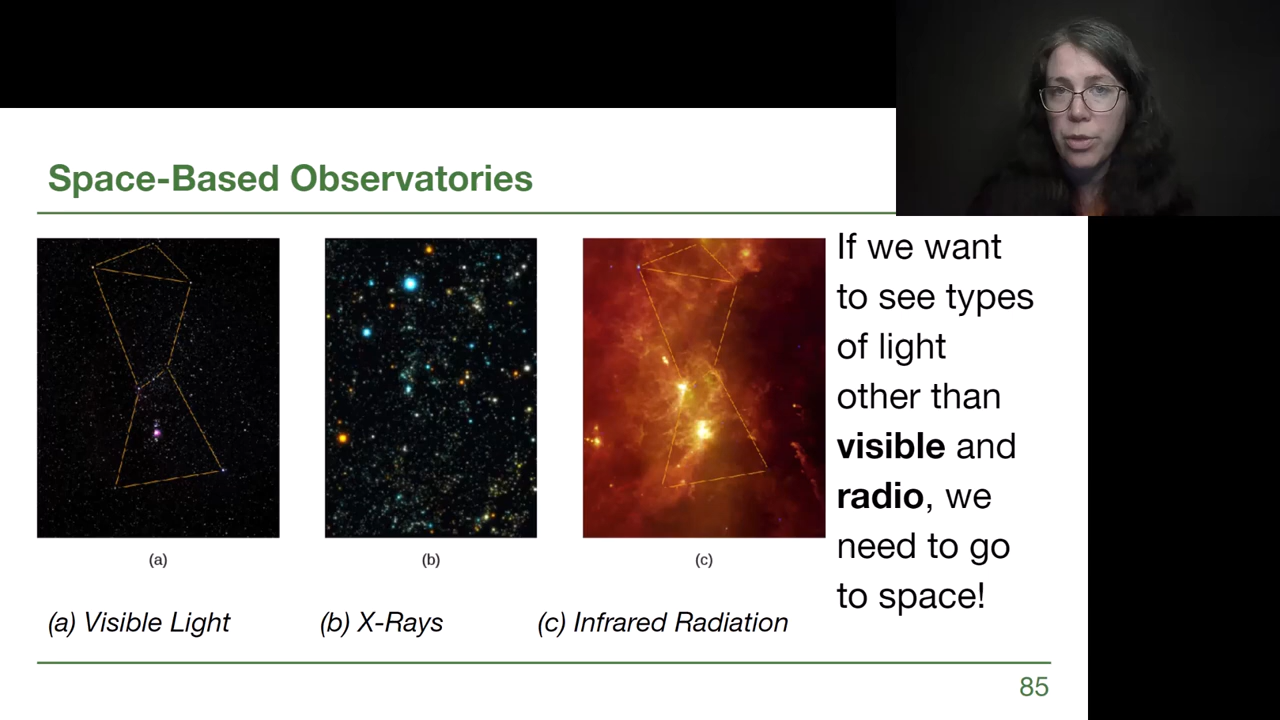 Space-Based Observatories
If we want
to see types
of light
other than
visible and
radio, we
need to go
to space!
(a)
(b)
(c)
(a) Visible Light
(b) X-Rays
(c) Infrared Radiation
85